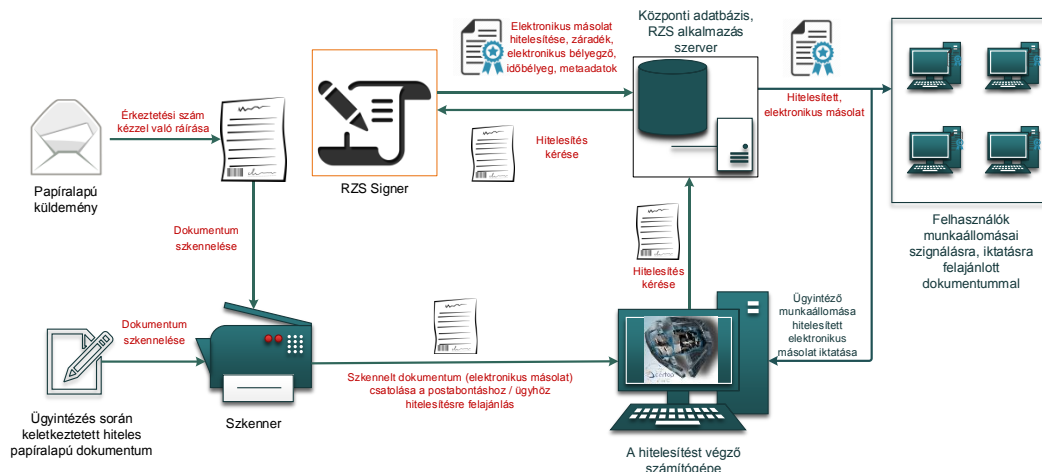 Elektronikus másolat
hitelesítése, záradék,
elektronikus bélyegző,
időbélyeg, metaadatok
Központi adatbázis,
RZS alkalmazás
szerver
Érkeztetési szám
kézzel való ráírása
Hitelesített,
elektronikus másolat
Hitelesítés
kérése
Papíralapú
küldemény
RZS Signer
Felhasználók
munkaállomásai
szignálásra, iktatásra
felajánlott
dokumentummal
Dokumentum
szkennelése
Hitelesítés
kérése
Ügyintéző
munkaállomása
hitelesített
elektronikus
másolat iktatása
Dokumentum
szkennelése
certop
Szkennelt dokumentum (elektronikus másolat)
csatolása a postabontáshoz / ügyhöz
hitelesítésre felajánlás
Ügyintézés során
keletkeztetett hiteles
papíralapú dokumentum
Szkenner
A hitelesítést végző
számítógépe